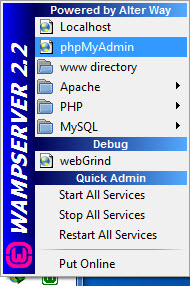 Powered by Alter Way
Localhost
phpMyAdmin
www directory
Apache
PHP
MySQL
Debug
webGrind
Quick Admin
Start All Services
Stop All Services
Restart All Services
Put Online
WAMPSERVER 2.2